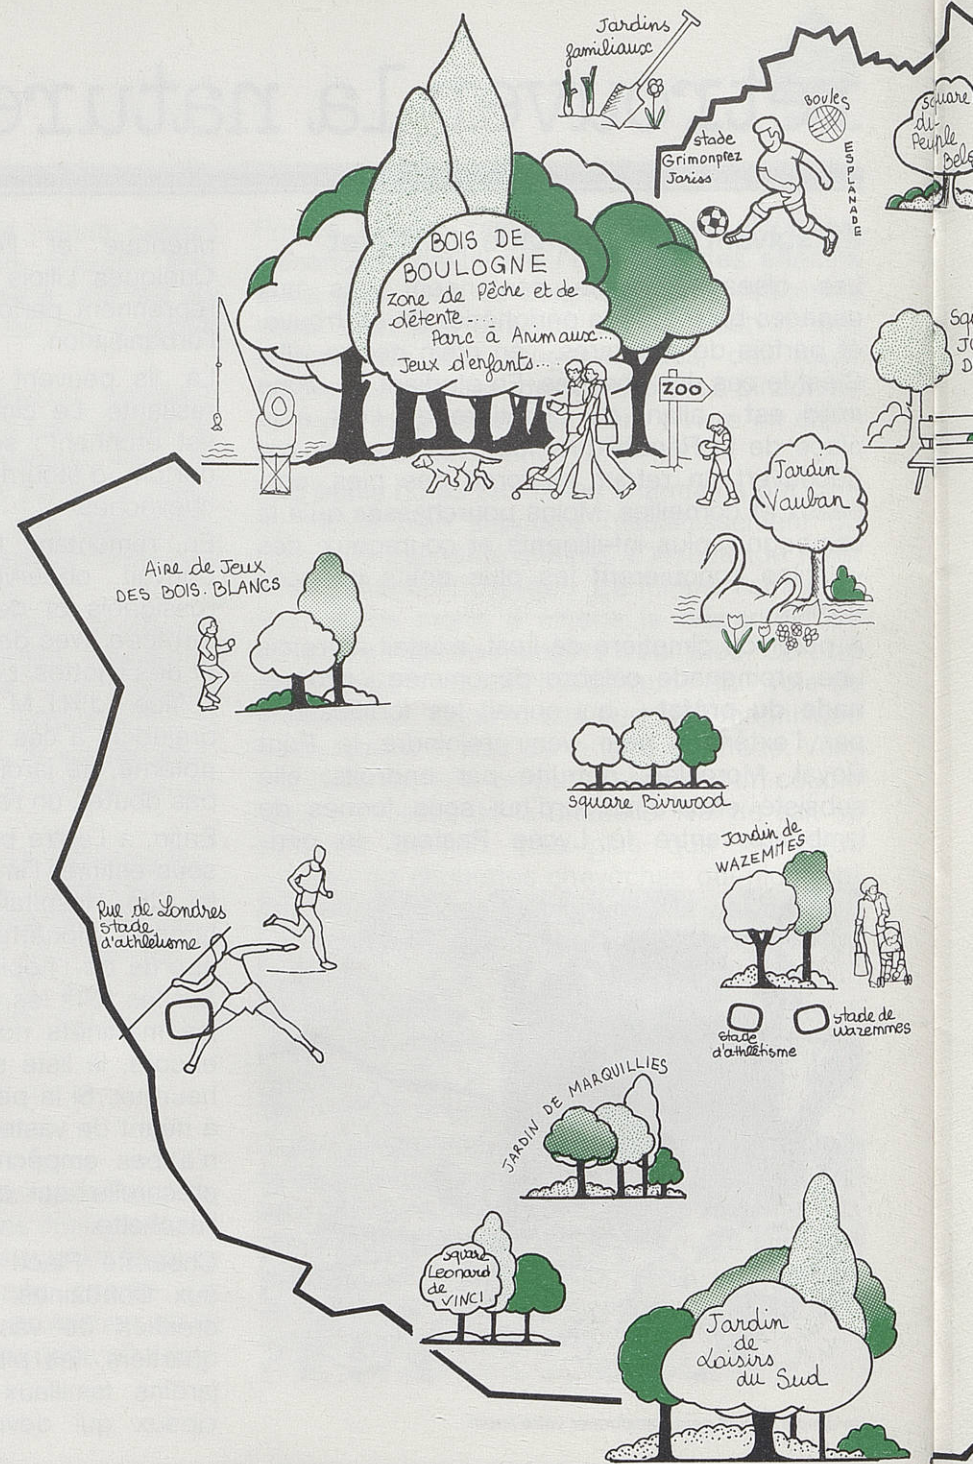 Jardins
familiaux
boules
ESPLANADE
stade
Grimonprez
Joriss
Square
du
Peuple
BOIS DE
BOULOGNE
Zone de Pêche et de
détente...
Parc à Animaux...
Jeux d'enfants...
ZOO
Jardin
Vauban
Aire de Jeux
DES BOIS.BLANCS
Square Birwood
Jardin de
WAZEMMES
Rue de Londres
stade
d'athlétisme
stade
d'athlétisme
stade de
wazemmes
JARDIN DE MARQUILLIES
Square
Leonard
de
VINCI
Jardin
de
Loisirs
du Sud